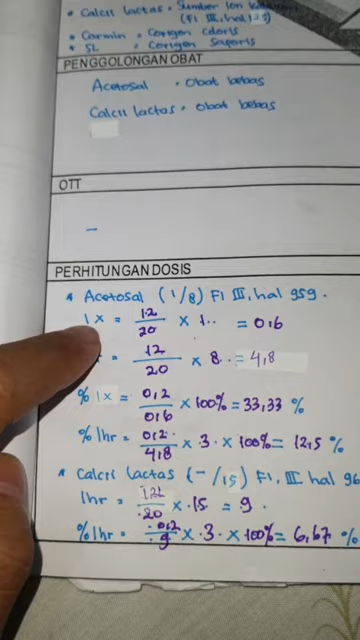 * Calcii lactas = Sumber Ion
(FI III, hal 123)
* Carmin = Corigen coloris
* SL = Corigen Saporis
PENGGOLONGAN OBAT
Acetosal = Obat bebas
Calcii lactas = Obat bebas
OTT
-
PERHITUNGAN DOSIS
* Acetosal (1/8) FI III, hal 959.
1x = 12/20 x 1.. = 0,6
= 12/20 x 8.. = 4,8
% 1x = 0,2/0,6 x 100% = 33,33 %
% 1hr = 0,2./4,8 x .3. x 100% = 12,5 %
* Calcii Lactas (-/15) FI. III hal 96
1hr = 12/.20 x .15 = 9.
% 1hr = .0,2/.9 x .3. x 100% = 6,67 %